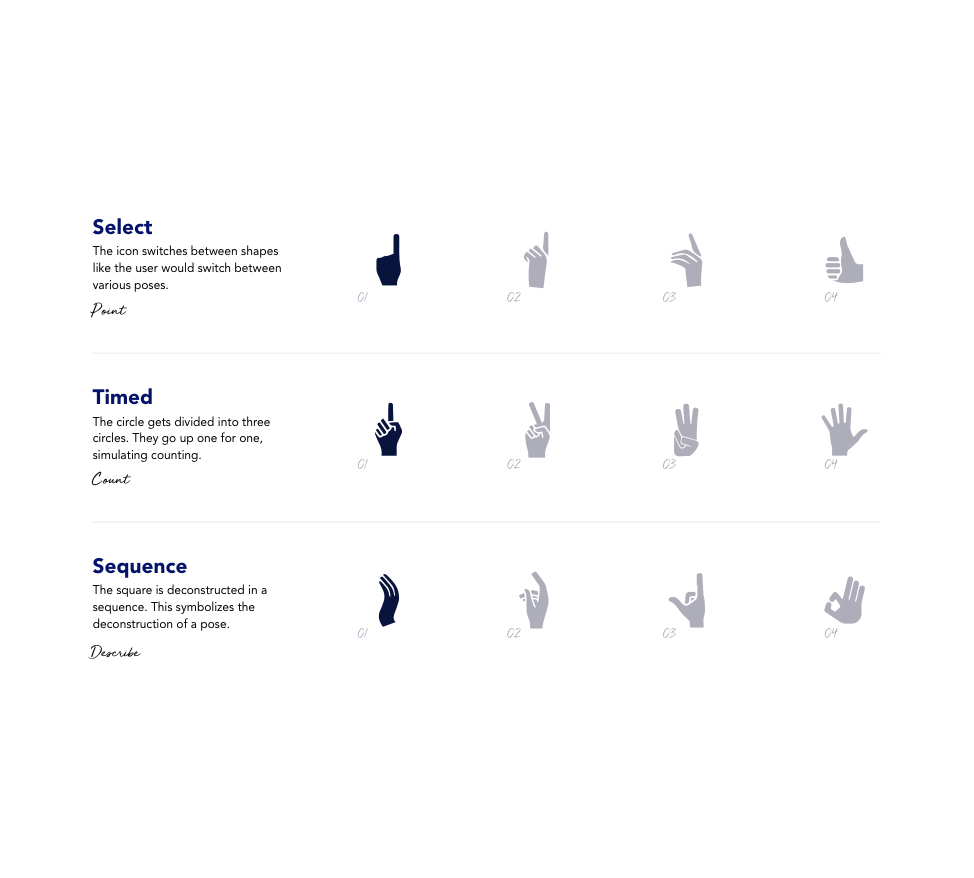 Select
The icon switches between shapes
like the user would switch between
various poses.
Point
01 02 03 04
Timed
The circle gets divided into three
circles. They go up one for one,
simulating counting.
Count
01 02 03 04
Sequence
The square is deconstructed in a
sequence. This symbolizes the
deconstruction of a pose.
Describe
01 02 03 04